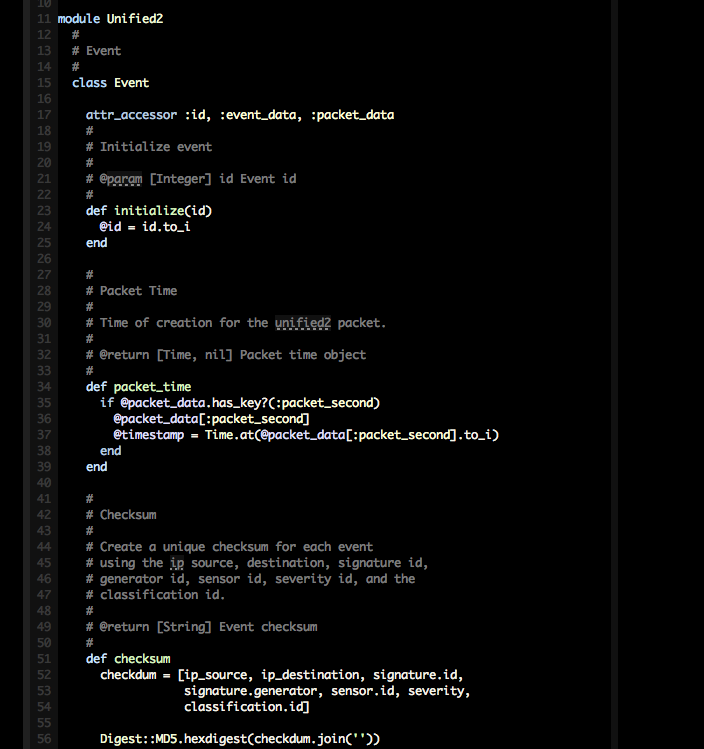 10
11 module Unified2
12   #
13   # Event
14   #
15   class Event
16
17     attr_accessor :id, :event_data, :packet_data
18     #
19     # Initialize event
20     #
21     # @param [Integer] id Event id
22     #
23     def initialize(id)
24       @id = id.to_i
25     end
26
27     #
28     # Packet Time
29     #
30     # Time of creation for the unified2 packet.
31     #
32     # @return [Time, nil] Packet time object
33     #
34     def packet_time
35       if @packet_data.has_key?(:packet_second)
36         @packet_data[:packet_second]
37         @timestamp = Time.at(@packet_data[:packet_second].to_i)
38       end
39     end
40
41     #
42     # Checksum
43     #
44     # Create a unique checksum for each event
45     # using the ip source, destination, signature id,
46     # generator id, sensor id, severity id, and the
47     # classification id.
48     #
49     # @return [String] Event checksum
50     #
51     def checksum
52       checkdum = [ip_source, ip_destination, signature.id,
53                   signature.generator, sensor.id, severity,
54                   classification.id]
55
56       Digest::MD5.hexdigest(checkdum.join(''))